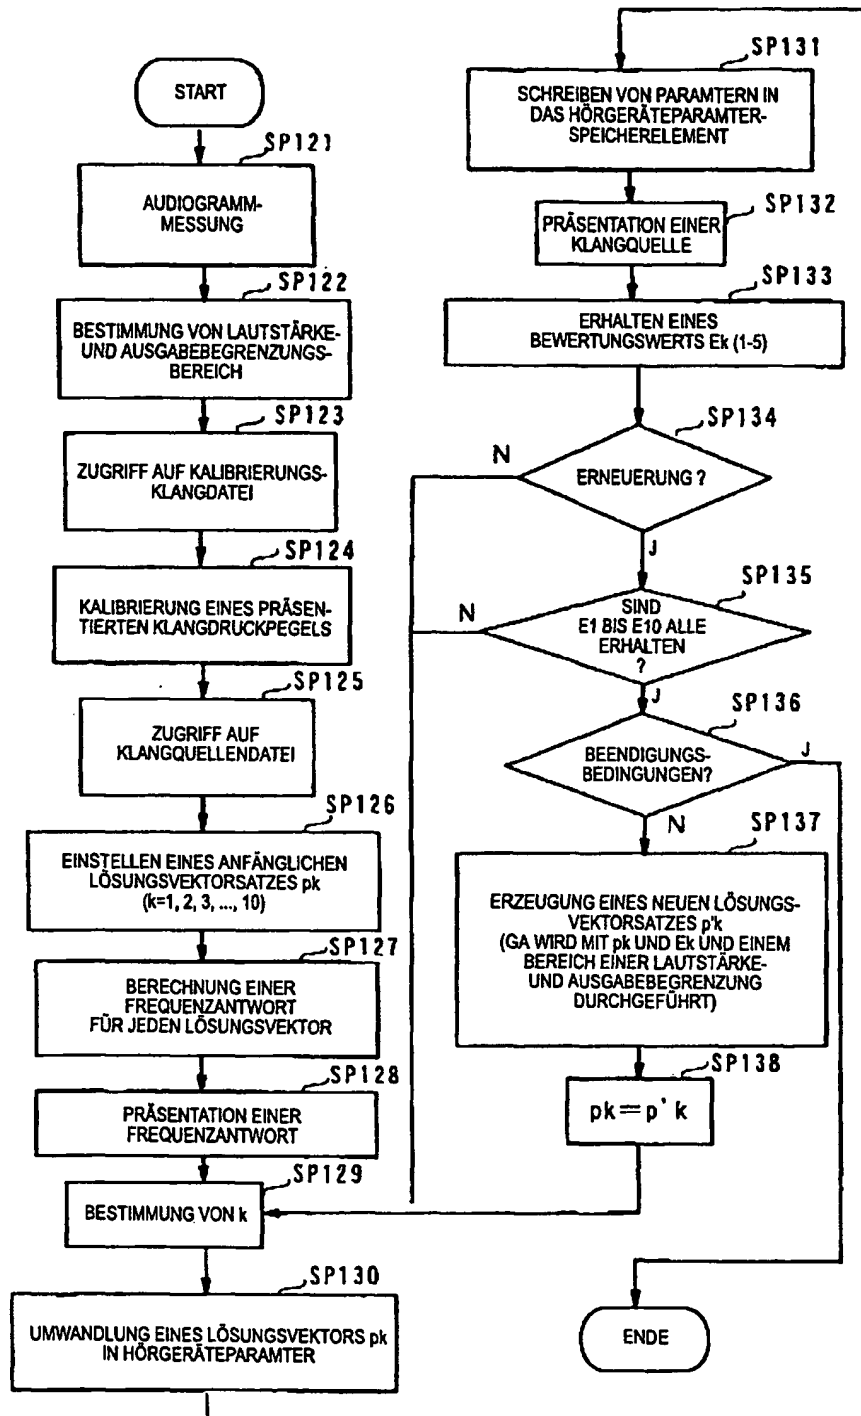 START
SP121
AUDIOGRAMM-
MESSUNG
SP122
BESTIMMUNG VON LAUTSTÄRKE-
UND AUSGABEBEGRENZUNGS-
BEREICH
SP123
ZUGRIFF AUF KALIBRIERUNGS-
KLANGDATEI
SP124
KALIBRIERUNG EINES PRÄSEN-
TIERTEN KLANGDRUCKPEGELS
SP125
ZUGRIFF AUF
KLANGQUELLENDATEI
SP126
EINSTELLEN EINES ANFÄNGLICHEN
LÖSUNGSVEKTORSATZES pk
(k=1, 2, 3, ..., 10)
SP127
BERECHNUNG EINER
FREQUENZANTWORT
FÜR JEDEN LÖSUNGSVEKTOR
SP128
PRÄSENTATION EINER
FREQUENZANTWORT
SP129
BESTIMMUNG VON k
SP130
UMWANDLUNG EINES LÖSUNGSVEKTORS pk
IN HÖRGERÄTEPARAMTER
SP131
SCHREIBEN VON PARAMTERN IN
DAS HÖRGERÄTEPARAMTER-
SPEICHERELEMENT
SP132
PRÄSENTATION EINER
KLANGQUELLE
SP133
ERHALTEN EINES
BEWERTUNGSWERTS Ek (1-5)
SP134
N
ERNEUERUNG ?
J
SP135
N
SIND
E1 BIS E10 ALLE
ERHALTEN
?
J
SP136
BEENDIGUNGS-
BEDINGUNGEN?
J
N
SP137
ERZEUGUNG EINES NEUEN LÖSUNGS-
VEKTORSATZES p'k
(GA WIRD MIT pk UND Ek UND EINEM
BEREICH EINER LAUTSTÄRKE-
UND AUSGABEBEGRENZUNG
DURCHGEFÜHRT)
SP138
pk=p'k
ENDE